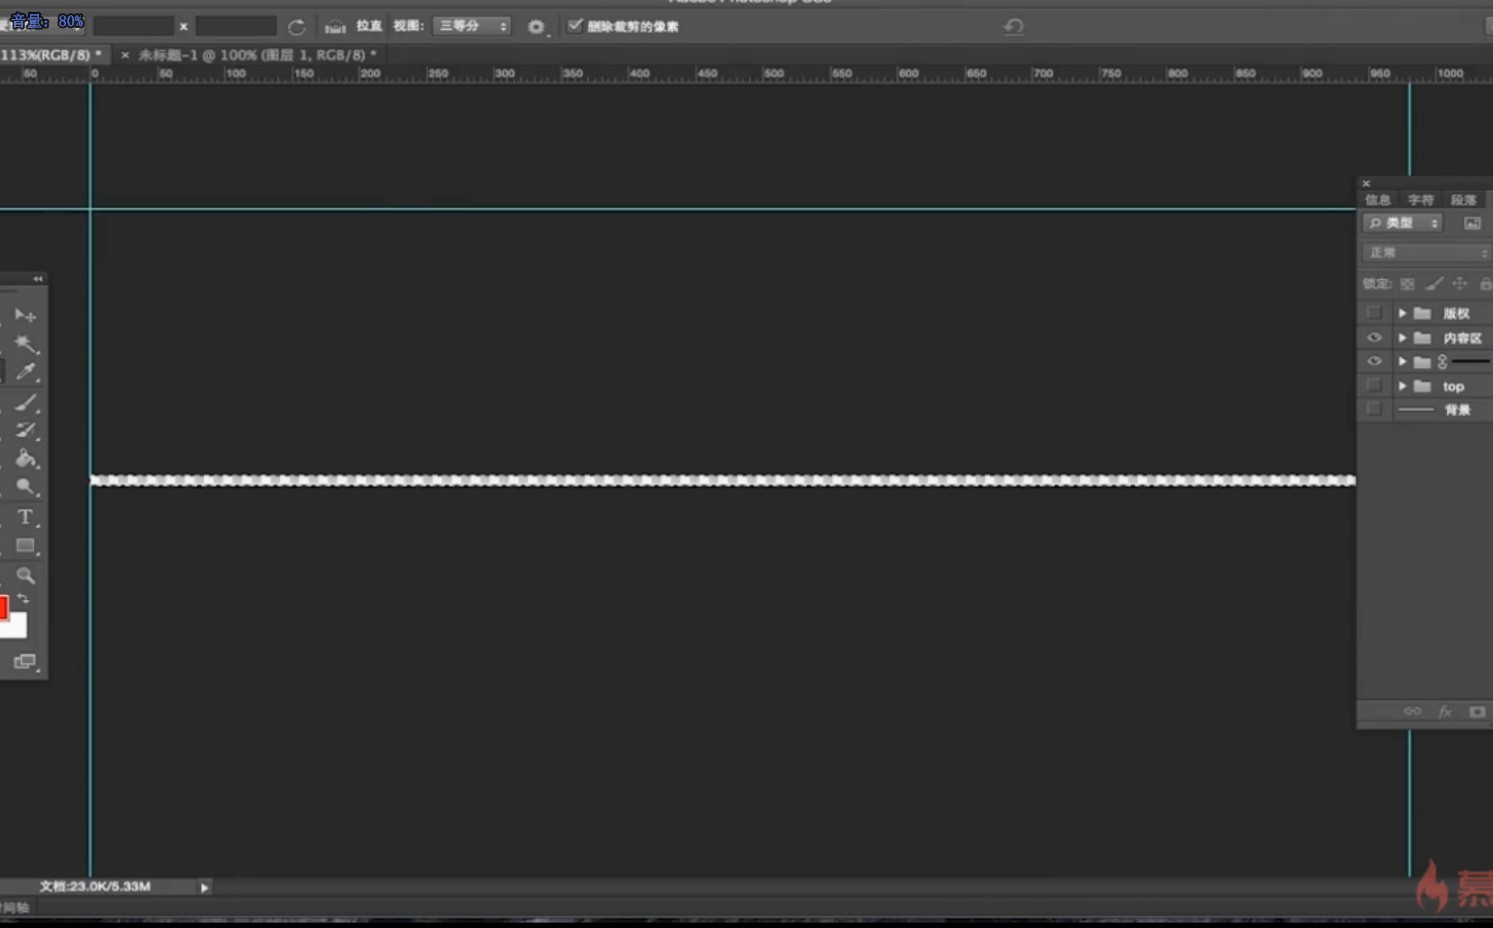 音量: 80%
x
拉直
视图:
三等分
删除裁剪的像素
113%(RGB/8) *
× 未标题-1 @ 100% (图层 1, RGB/8) *
50 0 50 100 150 200 250 300 350 400 450 500 550 600 650 700 750 800 850 900 950 1000
信息 字符 段落
类型
正常
锁定:
版权
内容区
top
背景
T
fx
文档:23.0K/5.33M
时间轴
慕